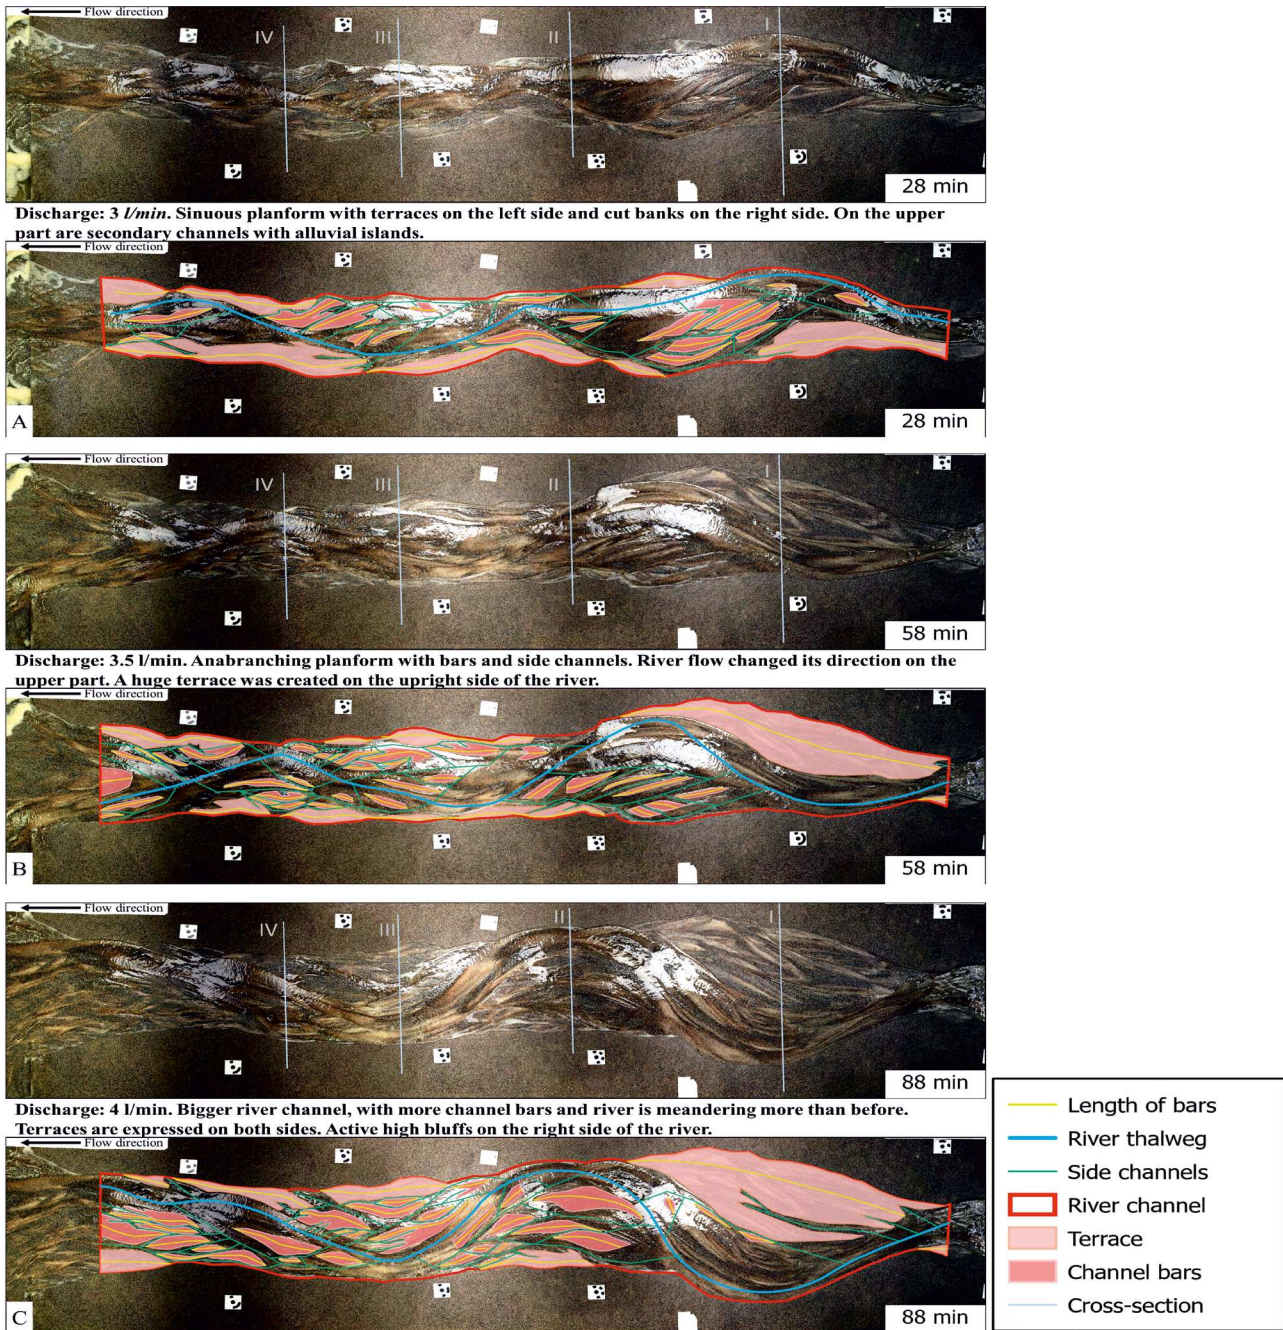 Flow direction
IV III II I
28 min
Discharge: 3 l/min. Sinuous planform with terraces on the left side and cut banks on the right side. On the upper
part are secondary channels with alluvial islands.
Flow direction
A
28 min
Flow direction
IV III II I
58 min
Discharge: 3.5 l/min. Anabranching planform with bars and side channels. River flow changed its direction on the
upper part. A huge terrace was created on the upright side of the river.
Flow direction
B
58 min
Flow direction
IV III II I
88 min
Discharge: 4 l/min. Bigger river channel, with more channel bars and river is meandering more than before.
Terraces are expressed on both sides. Active high bluffs on the right side of the river.
Flow direction
C
88 min
Length of bars
River thalweg
Side channels
River channel
Terrace
Channel bars
Cross-section